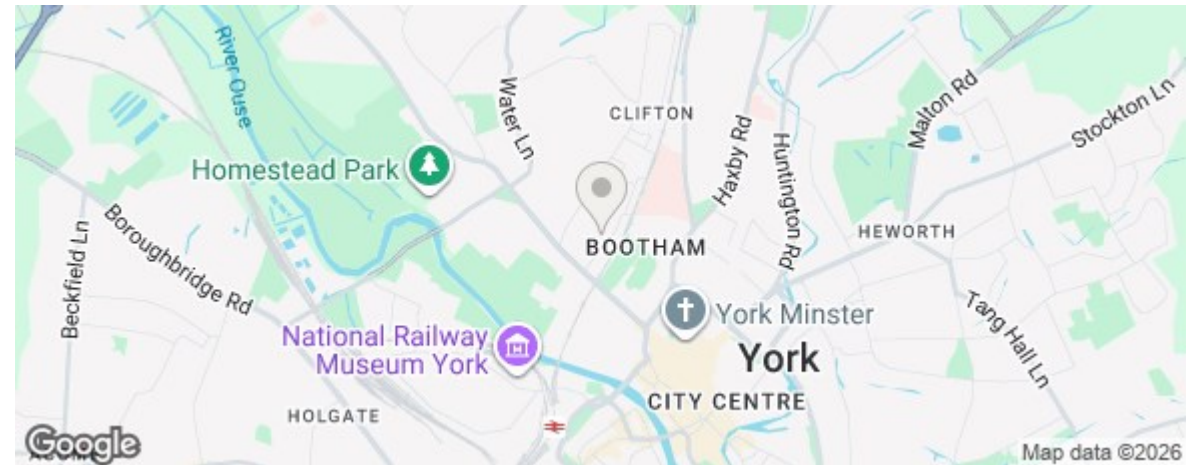 River Ouse
Water Ln
CLIFTON
Haxby Rd
Huntington Rd
Malton Rd
Stockton Ln
Homestead Park
Beckfield Ln
Boroughbridge Rd
BOOTHAM
HEWORTH
York Minster
National Railway
Museum York
York
Tang Hall Ln
CITY CENTRE
HOLGATE
Google
Map data ©2026